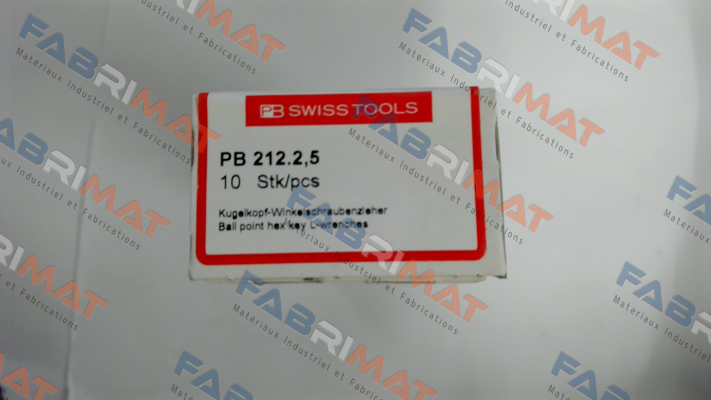 PB SWISS TOOLS
PB 212.2,5
10 Stk/pcs
Kugelkopf-Winkelschraubenzieher
Ball point hex key L-wrenches
FABRIMAT
Materiaux Industriel et Fabrications